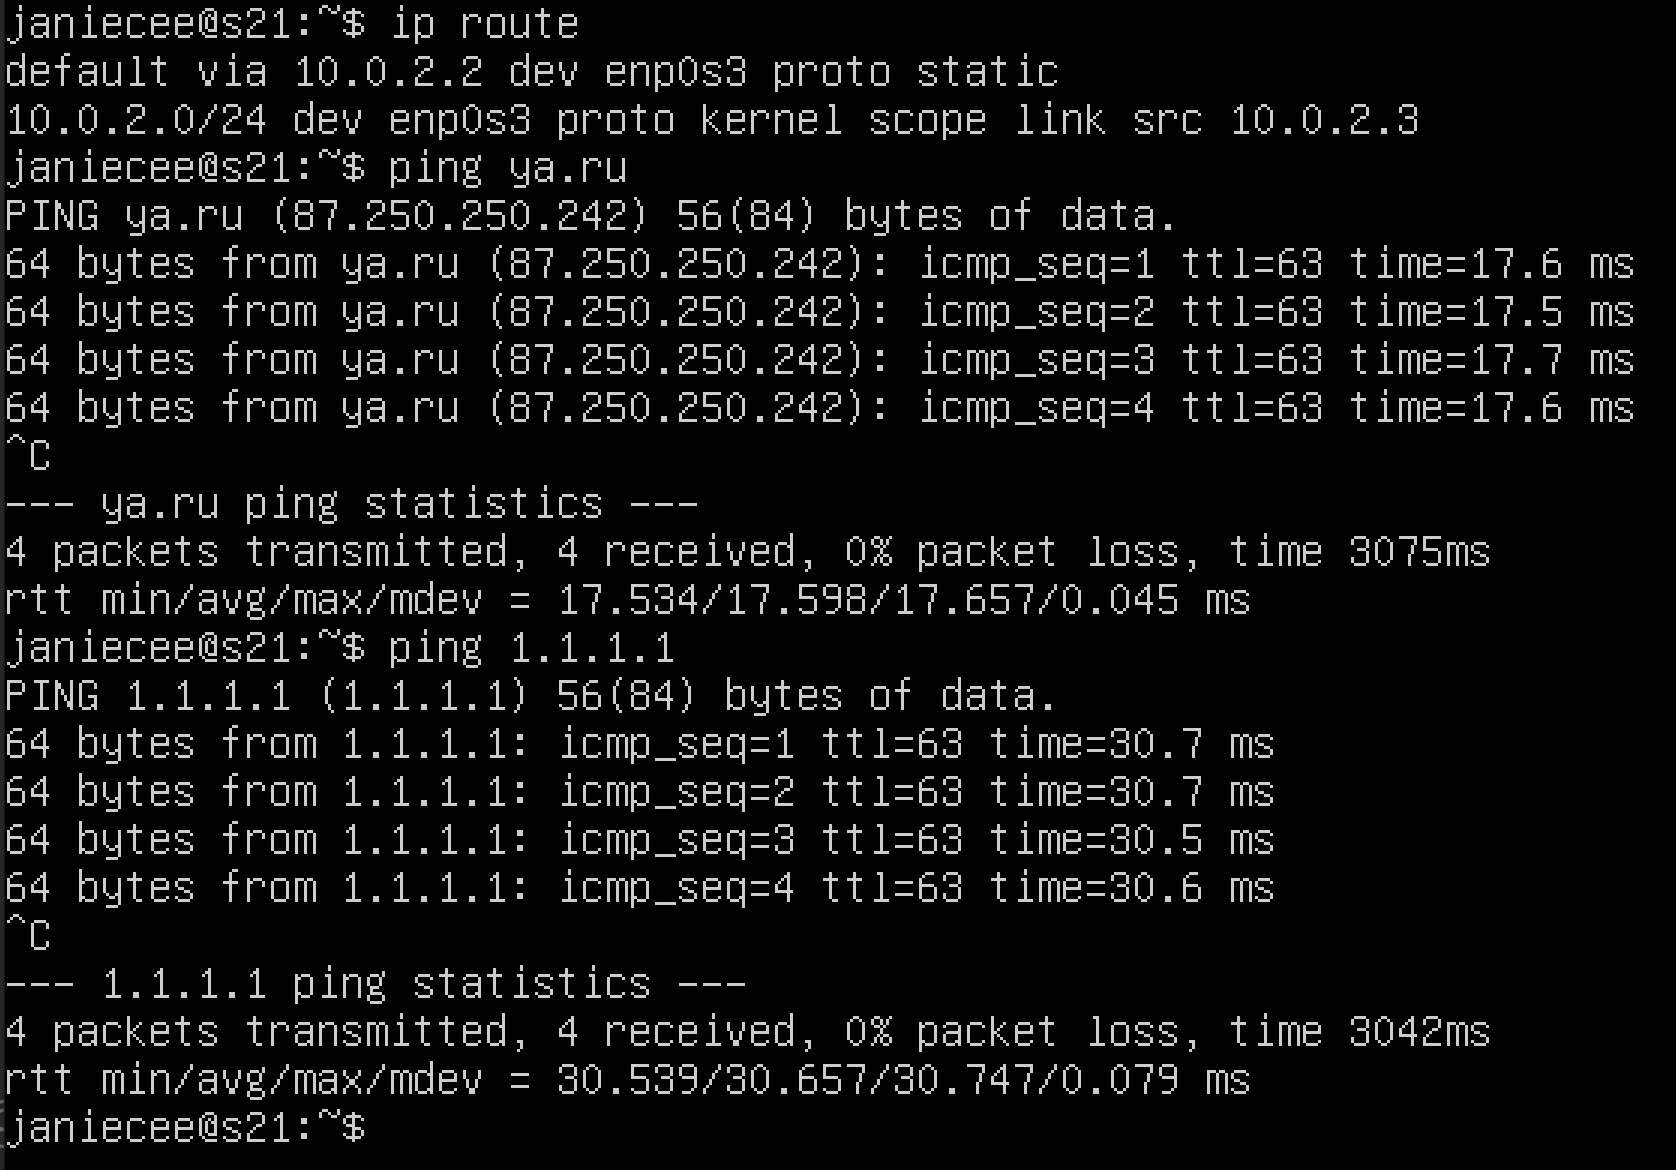 janiecee@s21:~$ ip route
default via 10.0.2.2 dev enp0s3 proto static
10.0.2.0/24 dev enp0s3 proto kernel scope link src 10.0.2.3
janiecee@s21:~$ ping ya.ru
PING ya.ru (87.250.250.242) 56(84) bytes of data.
64 bytes from ya.ru (87.250.250.242): icmp_seq=1 ttl=63 time=17.6 ms
64 bytes from ya.ru (87.250.250.242): icmp_seq=2 ttl=63 time=17.5 ms
64 bytes from ya.ru (87.250.250.242): icmp_seq=3 ttl=63 time=17.7 ms
64 bytes from ya.ru (87.250.250.242): icmp_seq=4 ttl=63 time=17.6 ms
^C
--- ya.ru ping statistics ---
4 packets transmitted, 4 received, 0% packet loss, time 3075ms
rtt min/avg/max/mdev = 17.534/17.598/17.657/0.045 ms
janiecee@s21:~$ ping 1.1.1.1
PING 1.1.1.1 (1.1.1.1) 56(84) bytes of data.
64 bytes from 1.1.1.1: icmp_seq=1 ttl=63 time=30.7 ms
64 bytes from 1.1.1.1: icmp_seq=2 ttl=63 time=30.7 ms
64 bytes from 1.1.1.1: icmp_seq=3 ttl=63 time=30.5 ms
64 bytes from 1.1.1.1: icmp_seq=4 ttl=63 time=30.6 ms
^C
--- 1.1.1.1 ping statistics ---
4 packets transmitted, 4 received, 0% packet loss, time 3042ms
rtt min/avg/max/mdev = 30.539/30.657/30.747/0.079 ms
janiecee@s21:~$